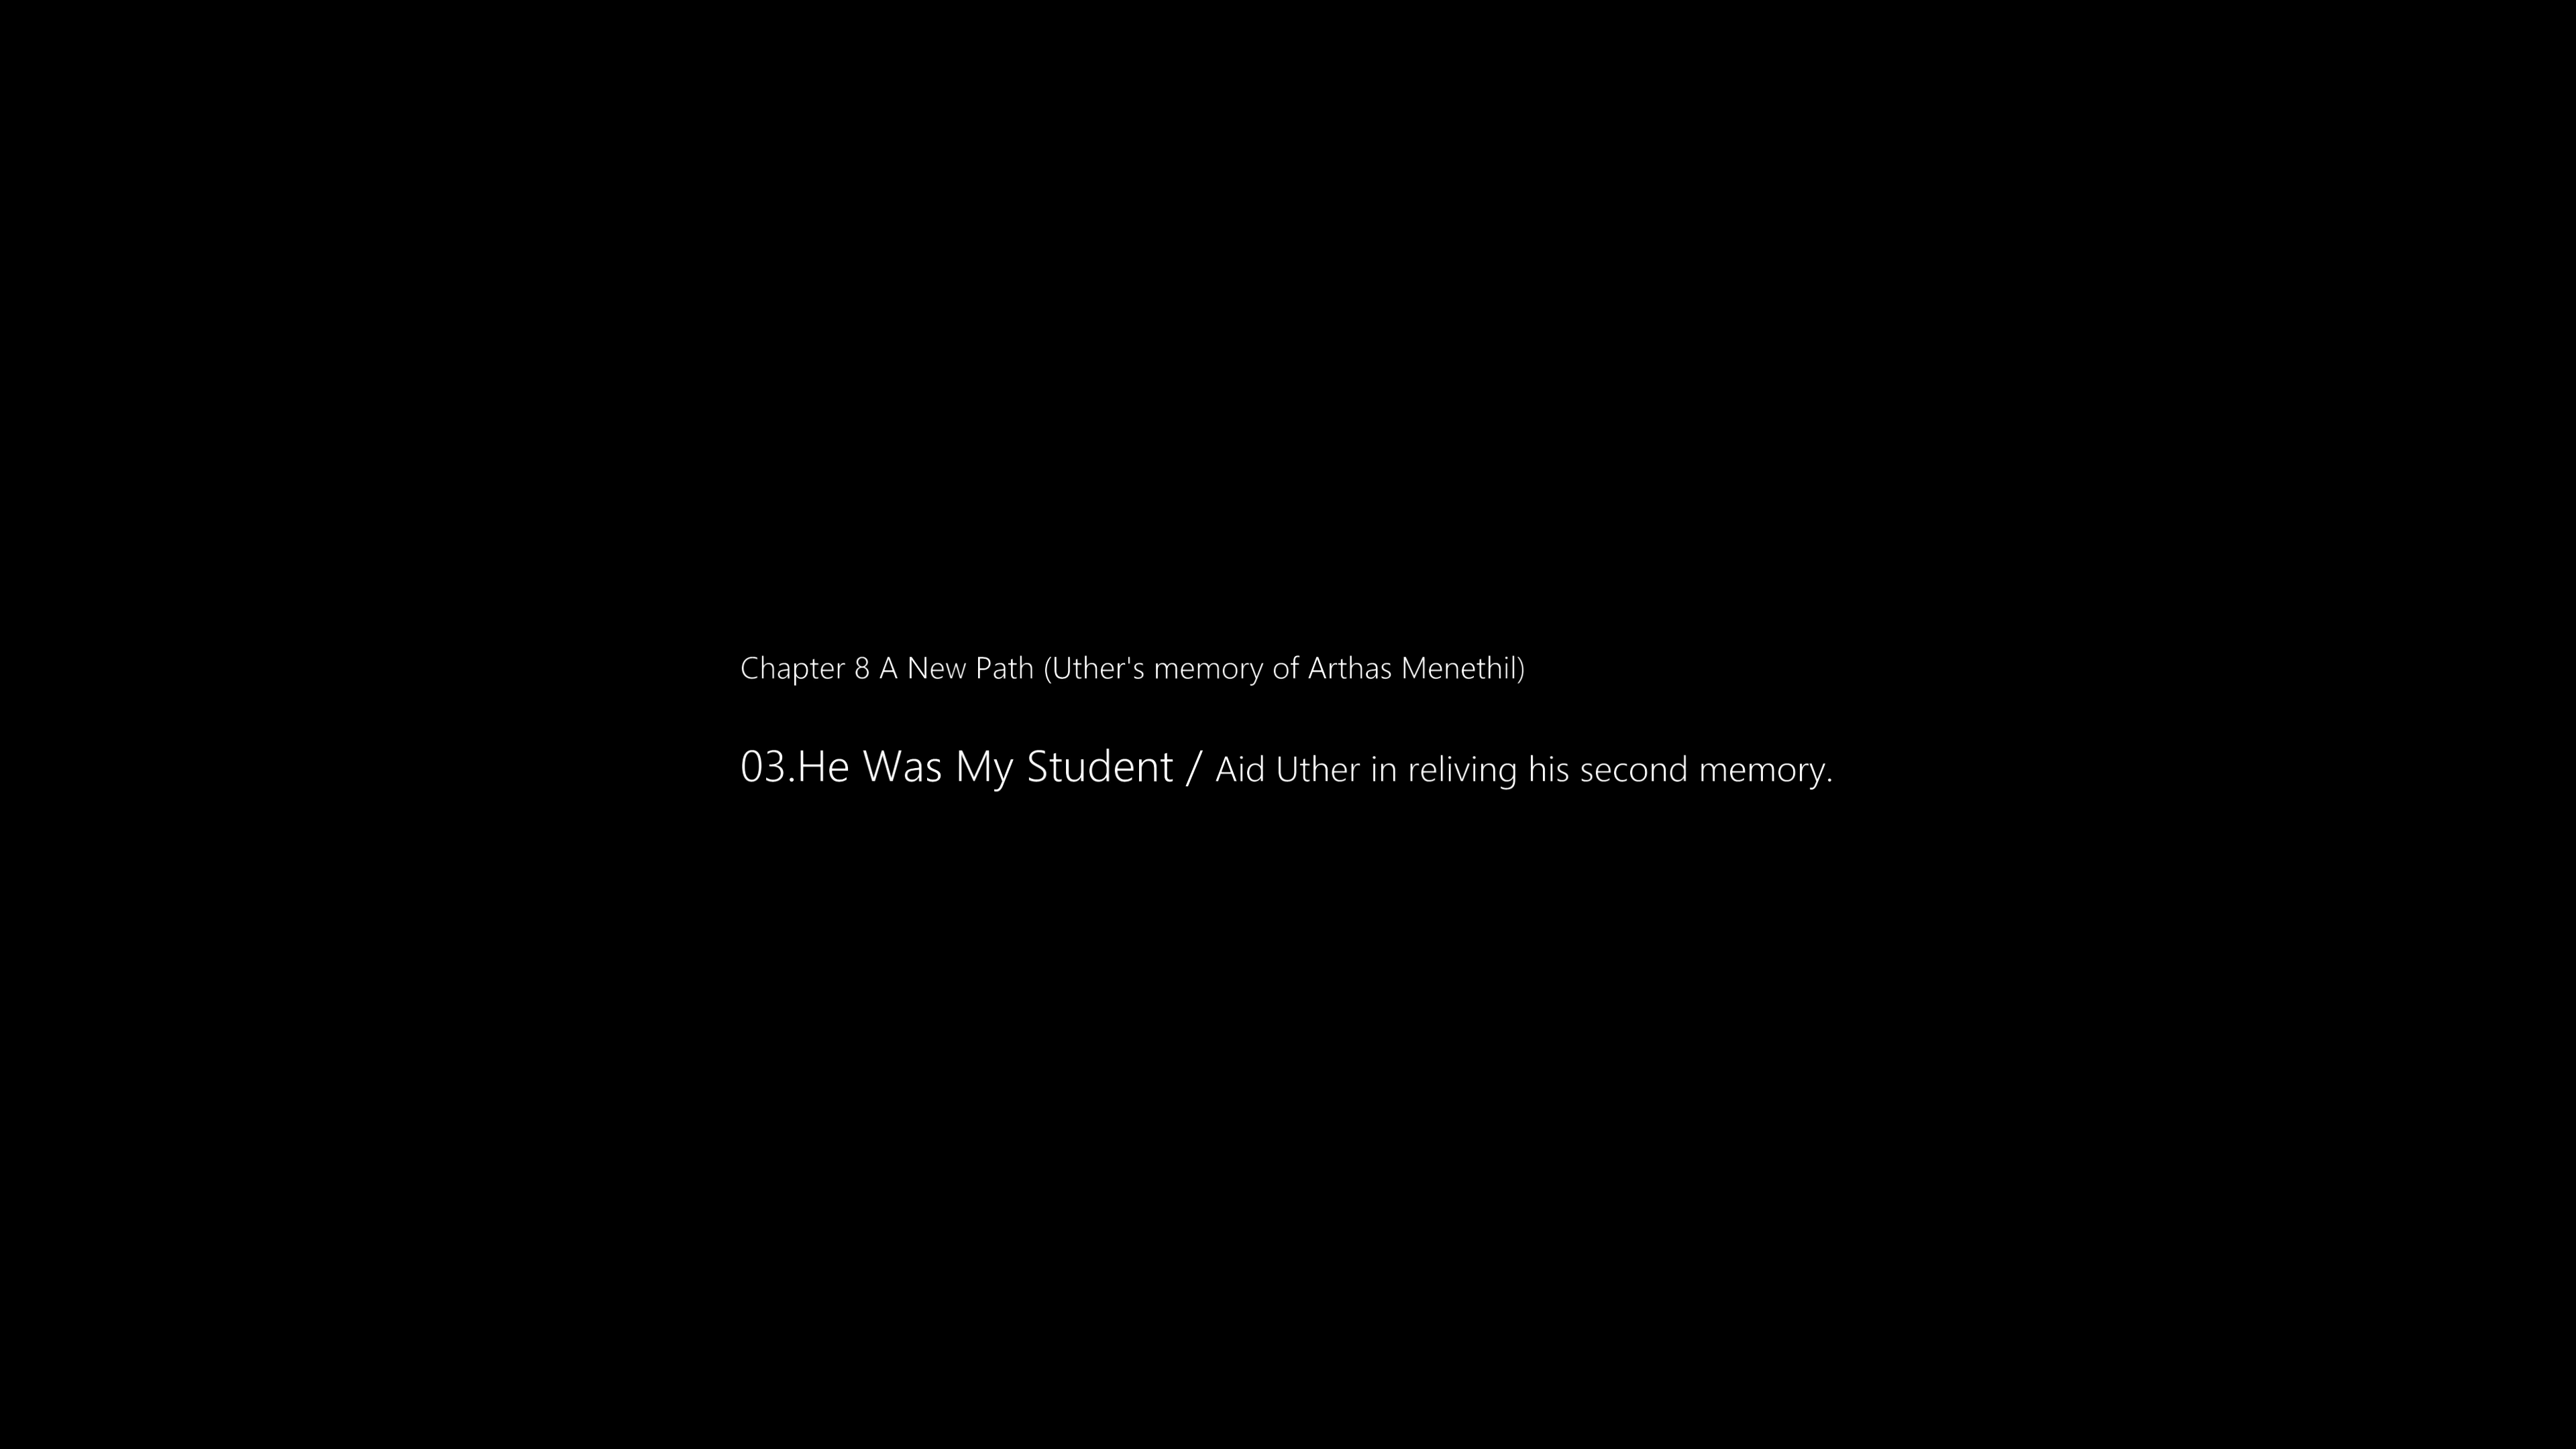 Chapter 8 A New Path (Uther's memory of Arthas Menethil)
03.He Was My Student / Aid Uther in reliving his second memory.